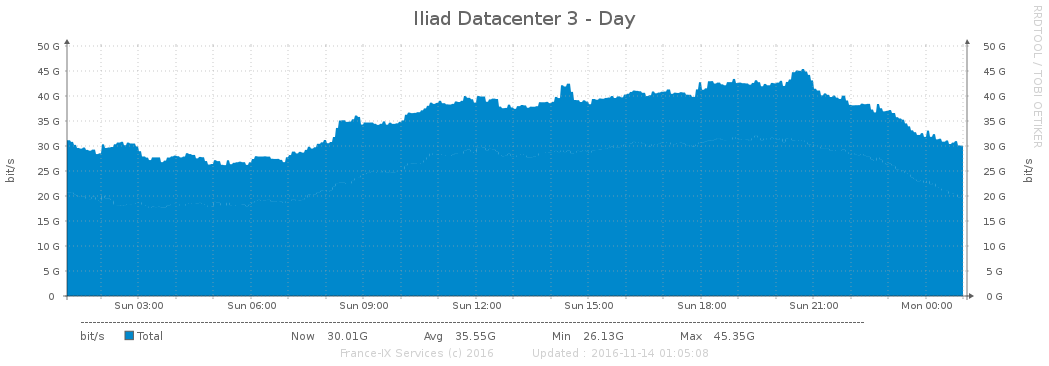 Iliad Datacenter 3 - Day
RRDTOOL / TOBI OETIKER
bit/s
50 G 50 G
45 G 45 G
40 G 40 G
35 G 35 G
30 G 30 G
25 G 25 G
20 G 20 G
15 G 15 G
10 G 10 G
5 G 5 G
0 0 G
bit/s
Sun 03:00 Sun 06:00 Sun 09:00 Sun 12:00 Sun 15:00 Sun 18:00 Sun 21:00 Mon 00:00
bit/s Total Now 30.01G Avg 35.55G Min 26.13G Max 45.35G
France-IX Services (c) 2016 Updated : 2016-11-14 01:05:08